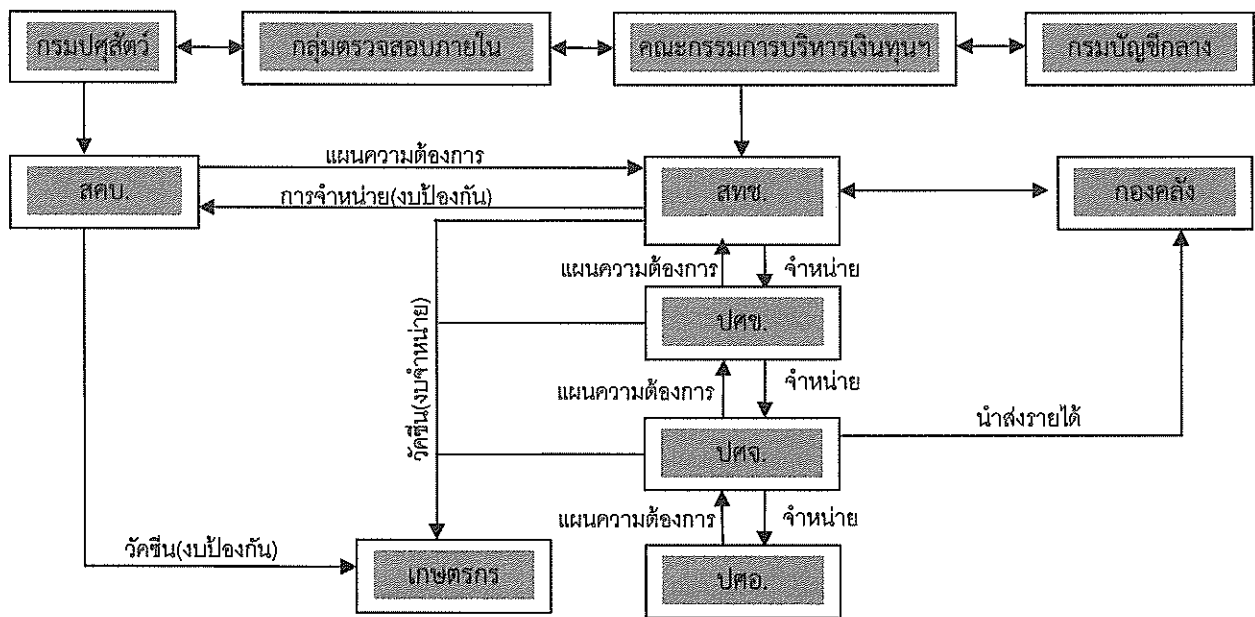 กรมปศุสัตว์
กลุ่มตรวจสอบภายใน
คณะกรรมการบริหารเงินทุนฯ
กรมบัญชีกลาง
แผนความต้องการ
สคบ.
การจำหน่าย(งบป้องกัน)
สทช.
กองคลัง
แผนความต้องการ
จำหน่าย
วัคซีน(งบจำหน่าย)
ปศข.
แผนความต้องการ
จำหน่าย
ปศจ.
นำส่งรายได้
แผนความต้องการ
จำหน่าย
วัคซีน(งบป้องกัน)
เกษตรกร
ปศอ.